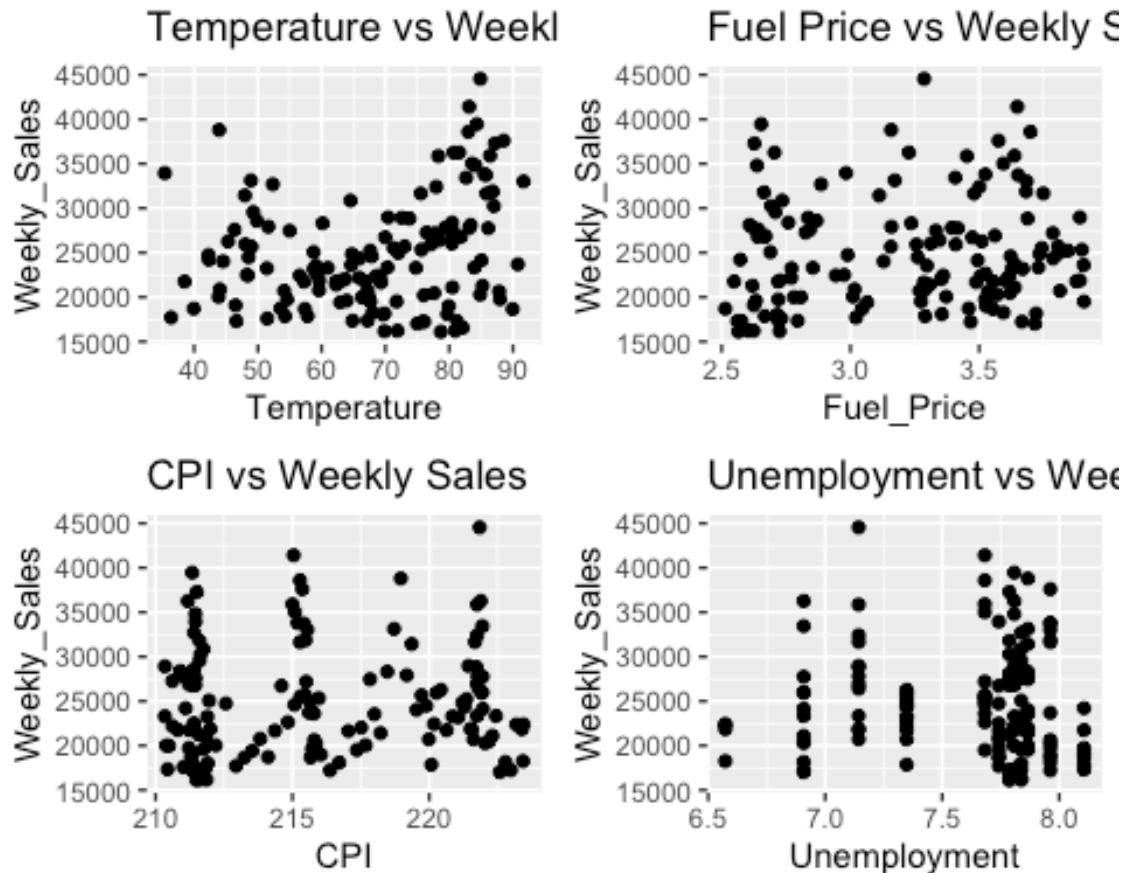 Temperature vs Weekl
Weekly_Sales
45000
40000
35000
30000
25000
20000
15000
40 50 60 70 80 90
Temperature
Fuel Price vs Weekly S
Weekly_Sales
45000
40000
35000
30000
25000
20000
15000
2.5 3.0 3.5
Fuel_Price
CPI vs Weekly Sales
Weekly_Sales
45000
40000
35000
30000
25000
20000
15000
210 215 220
CPI
Unemployment vs Wee
Weekly_Sales
45000
40000
35000
30000
25000
20000
15000
6.5 7.0 7.5 8.0
Unemployment